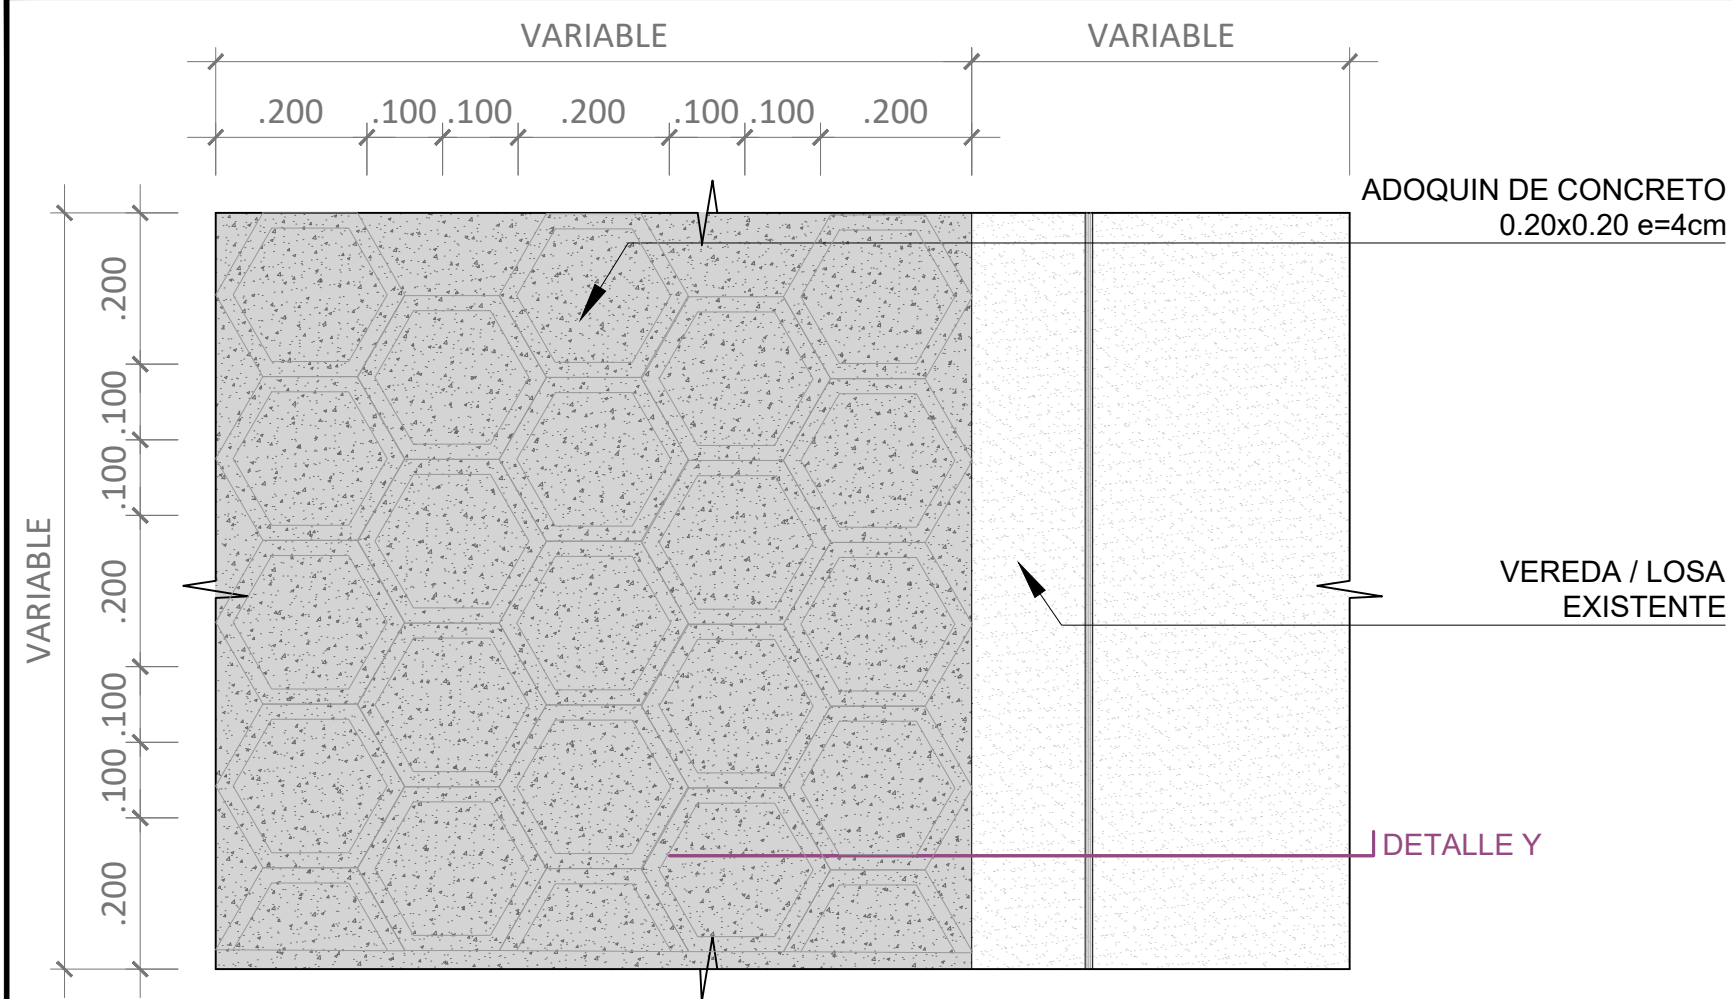 VARIABLE VARIABLE
.200 .100 .100 .200 .100 .100 .200
ADOQUIN DE CONCRETO
0.20x0.20 e=4cm
VEREDA / LOSA
EXISTENTE
DETALLE Y
VARIABLE
.200 .100 .100 .200 .100 .100 .200